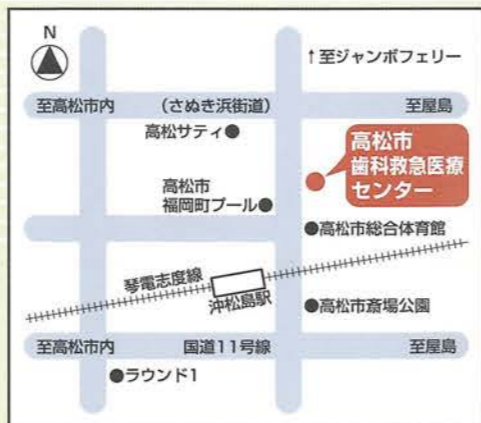 N
↑至ジャンボフェリー
至高松市内
(さぬき浜街道)
至屋島
高松サティ●
高松市
歯科救急医療
センター
高松市
福岡町プール●
●高松市総合体育館
琴電志度線
沖松島駅
●高松市斎場公園
至高松市内
国道11号線
至屋島
●ラウンド1